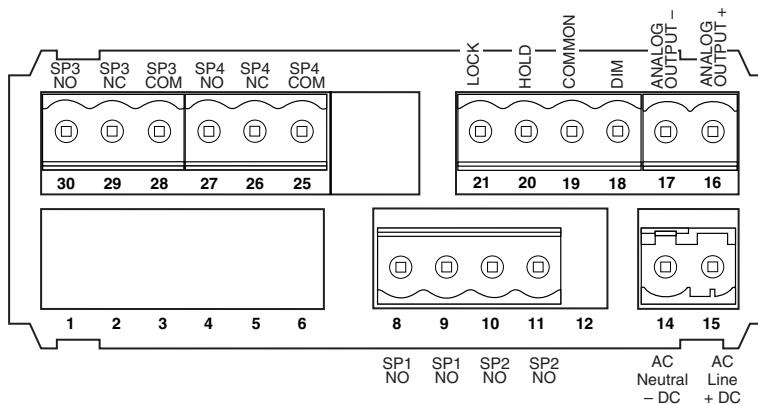 SP3 NO SP3 NC SP3 COM SP4 NO SP4 NC SP4 COM LOCK HOLD COMMON DIM ANALOG OUTPUT – ANALOG OUTPUT +
30 29 28 27 26 25 21 20 19 18 17 16
1 2 3 4 5 6 8 9 10 11 12 14 15
SP1 NO SP1 NO SP2 NO SP2 NO AC Neutral – DC AC Line + DC